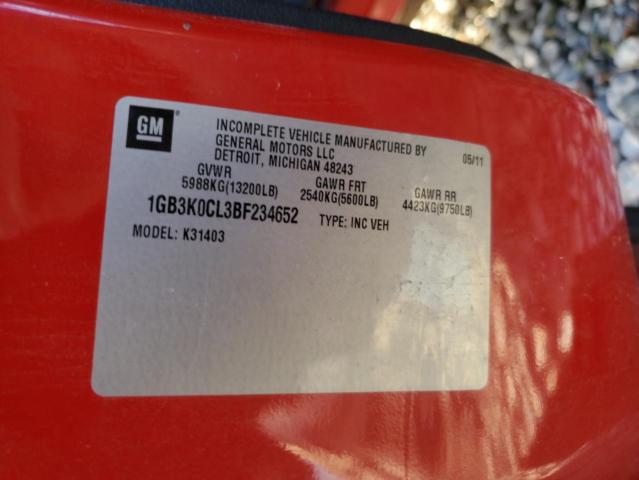 GM
INCOMPLETE VEHICLE MANUFACTURED BY
GENERAL MOTORS LLC
DETROIT, MICHIGAN 48243
05/11
GVWR GAWR FRT GAWR RR
5988KG(13200LB) 2540KG(5600LB) 4423KG(9750LB)
1GB3K0CL3BF234652 TYPE: INC VEH
MODEL: K31403